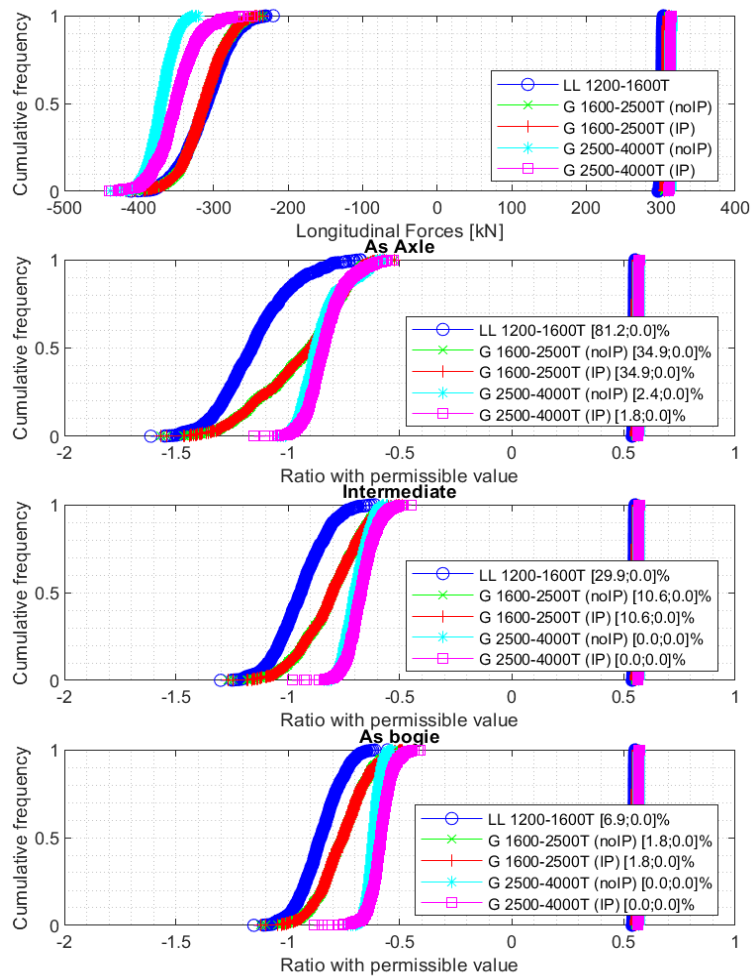 Cumulative frequency
1
0.5
0
LL 1200-1600T
G 1600-2500T (noIP)
G 1600-2500T (IP)
G 2500-4000T (noIP)
G 2500-4000T (IP)
-500 -400 -300 -200 -100 0 100 200 300 400
Longitudinal Forces [kN]
As Axle
Cumulative frequency
1
0.5
0
LL 1200-1600T [81.2;0.0]%
G 1600-2500T (noIP) [34.9;0.0]%
G 1600-2500T (IP) [34.9;0.0]%
G 2500-4000T (noIP) [2.4;0.0]%
G 2500-4000T (IP) [1.8;0.0]%
-2 -1.5 -1 -0.5 0 0.5 1
Ratio with permissible value
Intermediate
Cumulative frequency
1
0.5
0
LL 1200-1600T [29.9;0.0]%
G 1600-2500T (noIP) [10.6;0.0]%
G 1600-2500T (IP) [10.6;0.0]%
G 2500-4000T (noIP) [0.0;0.0]%
G 2500-4000T (IP) [0.0;0.0]%
-2 -1.5 -1 -0.5 0 0.5 1
Ratio with permissible value
As bogie
Cumulative frequency
1
0.5
0
LL 1200-1600T [6.9;0.0]%
G 1600-2500T (noIP) [1.8;0.0]%
G 1600-2500T (IP) [1.8;0.0]%
G 2500-4000T (noIP) [0.0;0.0]%
G 2500-4000T (IP) [0.0;0.0]%
-2 -1.5 -1 -0.5 0 0.5 1
Ratio with permissible value